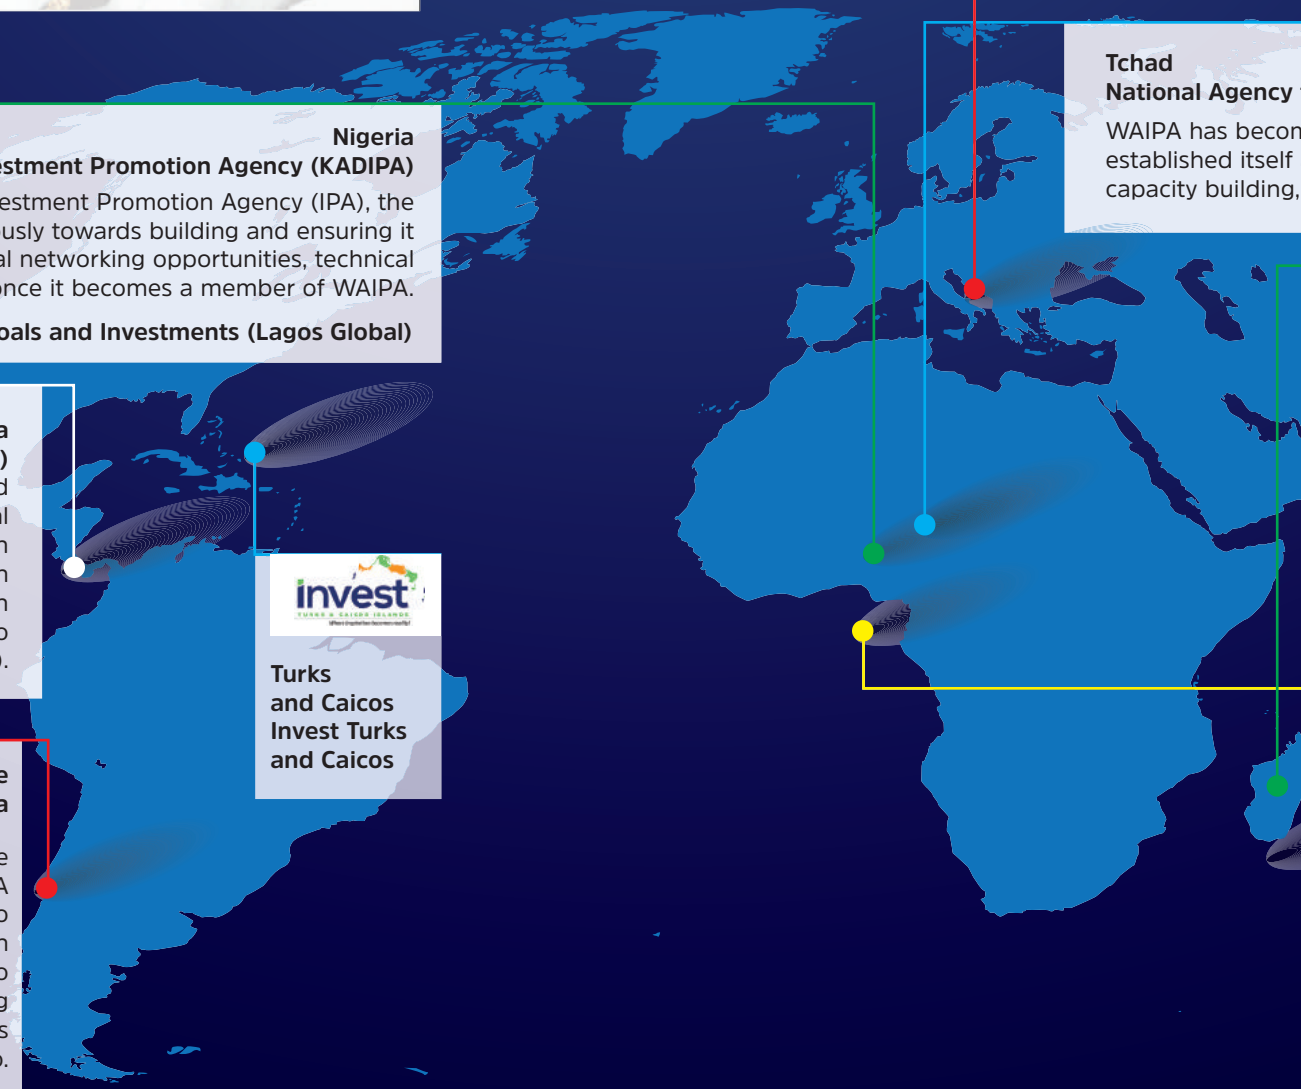 Tchad
National Agency
WAIPA has becom
established itself
capacity building,
Nigeria
estment Promotion Agency (KADIPA)
estment Promotion Agency (IPA), the
ously towards building and ensuring it
al networking opportunities, technical
once it becomes a member of WAIPA.
oals and Investments (Lagos Global)
a
)
d
al
n
n
n
o
).
invest
TURKS & CAICOS ISLANDS
Turks
and Caicos
Invest Turks
and Caicos
e
a
e
A
o
n
o
g
s
o.